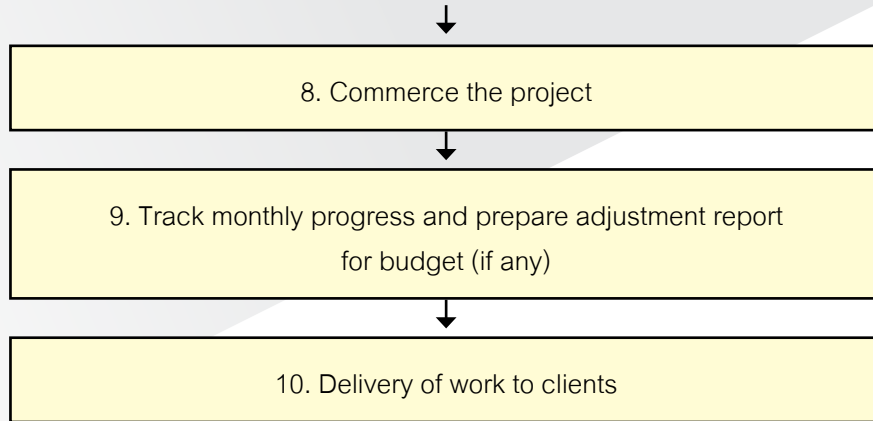 8. Commerce the project
9. Track monthly progress and prepare adjustment report
for budget (if any)
10. Delivery of work to clients